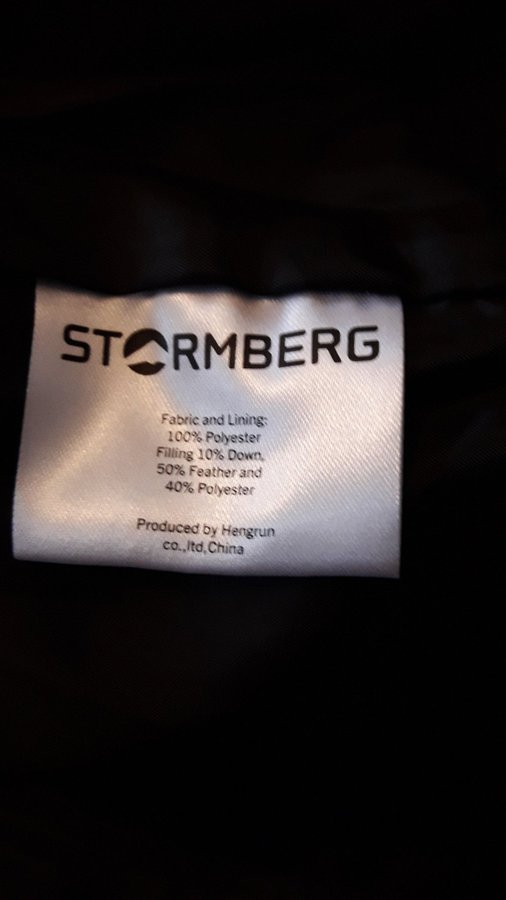 STORMBERG
Fabric and Lining:
100% Polyester
Filling 10% Down,
50% Feather and
40% Polyester
Produced by Hengrun
co.,ltd,China